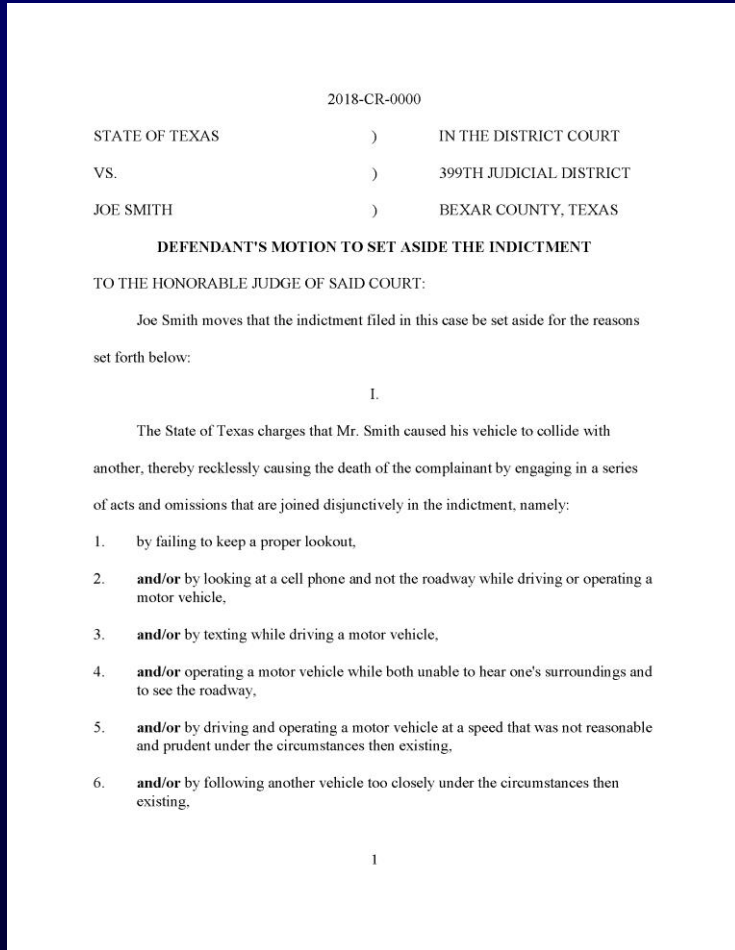 2018-CR-0000
STATE OF TEXAS ) IN THE DISTRICT COURT
VS. ) 399TH JUDICIAL DISTRICT
JOE SMITH ) BEXAR COUNTY, TEXAS
DEFENDANT'S MOTION TO SET ASIDE THE INDICTMENT
TO THE HONORABLE JUDGE OF SAID COURT:
Joe Smith moves that the indictment filed in this case be set aside for the reasons
set forth below:
I.
The State of Texas charges that Mr. Smith caused his vehicle to collide with
another, thereby recklessly causing the death of the complainant by engaging in a series
of acts and omissions that are joined disjunctively in the indictment, namely:
1. by failing to keep a proper lookout,
2. and/or by looking at a cell phone and not the roadway while driving or operating a
motor vehicle,
3. and/or by texting while driving a motor vehicle,
4. and/or operating a motor vehicle while both unable to hear one's surroundings and
to see the roadway,
5. and/or by driving and operating a motor vehicle at a speed that was not reasonable
and prudent under the circumstances then existing,
6. and/or by following another vehicle too closely under the circumstances then
existing,
1